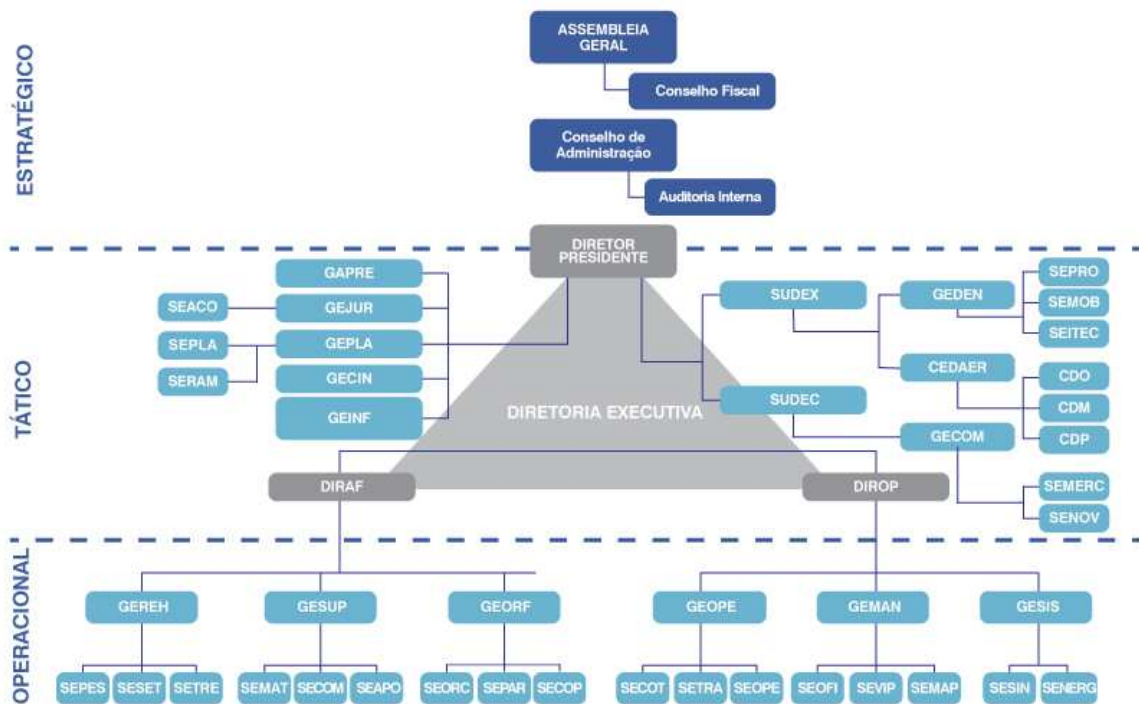 ESTRATÉGICO
ASSEMBLEIA
GERAL
Conselho Fiscal
Conselho de
Administração
Auditoria Interna
DIRETOR
PRESIDENTE
TÁTICO
GAPRE
SEACO
GEJUR
SEPLA
GEPLA
SERAM
GECIN
GEINF
DIRETORIA EXECUTIVA
SUDEX
GEDEN
SEPRO
SEMOB
SEITEC
CEDAER
CDO
CDM
CDP
SUDEC
GECOM
SEMERC
SENOV
DIRAF
DIROP
OPERACIONAL
GEREH
GESUP
GEORF
GEOPE
GEMAN
GESIS
SEPES
SESET
SETRE
SEMAT
SECOM
SEAPO
SEORC
SEPAR
SECOP
SECOT
SETRA
SEOPE
SEOFI
SEVIP
SEMAP
SESIN
SENERG